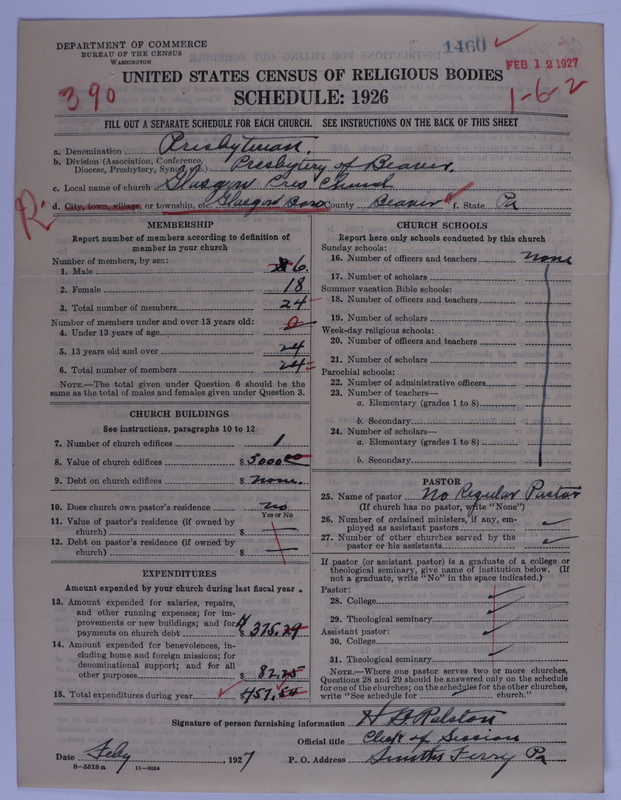 DEPARTMENT OF COMMERCE
BUREAU OF THE CENSUS
WASHINGTON
1460
FEB 12 1927
UNITED STATES CENSUS OF RELIGIOUS BODIES
390
SCHEDULE: 1926
1-6-2
FILL OUT A SEPARATE SCHEDULE FOR EACH CHURCH. SEE INSTRUCTIONS ON THE BACK OF THIS SHEET
a. Denomination Presbyterian.
b. Division (Association, Conference, Diocese, Presbytery, Synod, etc.) Presbytery of Beaver.
c. Local name of church Glasgow Pres. Church
d. City, town, village, or township, etc. Glasgow Boro County Beaver f. State Pa
R
MEMBERSHIP
Report number of members according to definition of
member in your church
Number of members, by sex:
1. Male 6.
2. Female 18
3. Total number of members 24
Number of members under and over 13 years old:
4. Under 13 years of age 0
5. 13 years old and over 24
6. Total number of members 24
NOTE.—The total given under Question 6 should be the
same as the total of males and females given under Question 3.
CHURCH BUILDINGS
See instructions, paragraphs 10 to 12
7. Number of church edifices 1
8. Value of church edifices $ 5000 00
9. Debt on church edifices $ None.
10. Does church own pastor's residence no
Yes or No
11. Value of pastor's residence (if owned by
church) $ —
12. Debt on pastor's residence (if owned by
church) $ —
EXPENDITURES
Amount expended by your church during last fiscal year.
13. Amount expended for salaries, repairs,
and other running expenses; for im-
provements or new buildings; and for
payments on church debt $ 375.29
14. Amount expended for benevolences, in-
cluding home and foreign missions; for
denominational support; and for all
other purposes $ 82.25
15. Total expenditures during year 457.54
CHURCH SCHOOLS
Report here only schools conducted by this church
Sunday schools:
16. Number of officers and teachers none
17. Number of scholars
Summer vacation Bible schools:
18. Number of officers and teachers
19. Number of scholars
Week-day religious schools:
20. Number of officers and teachers
21. Number of scholars
Parochial schools:
22. Number of administrative officers
23. Number of teachers—
a. Elementary (grades 1 to 8)
b. Secondary
24. Number of scholars—
a. Elementary (grades 1 to 8)
b. Secondary
PASTOR
25. Name of pastor No Regular Pastor
(If church has no pastor, write "None")
26. Number of ordained ministers, if any, em-
ployed as assistant pastors
27. Number of other churches served by the
pastor or his assistants
If pastor (or assistant pastor) is a graduate of a college or
theological seminary, give name of institution below. (If
not a graduate, write "No" in the space indicated.)
Pastor:
28. College
29. Theological seminary
Assistant pastor:
30. College
31. Theological seminary
NOTE.—Where one pastor serves two or more churches,
Questions 28 and 29 should be answered only on the schedule
for one of the churches; on the schedules for the other churches,
write "See schedule for church."
Signature of person furnishing information H A Ralston
Official title Clerk of Session
Date Feby , 1927 P. O. Address Smiths Ferry Pa
8—5518a 11—9054